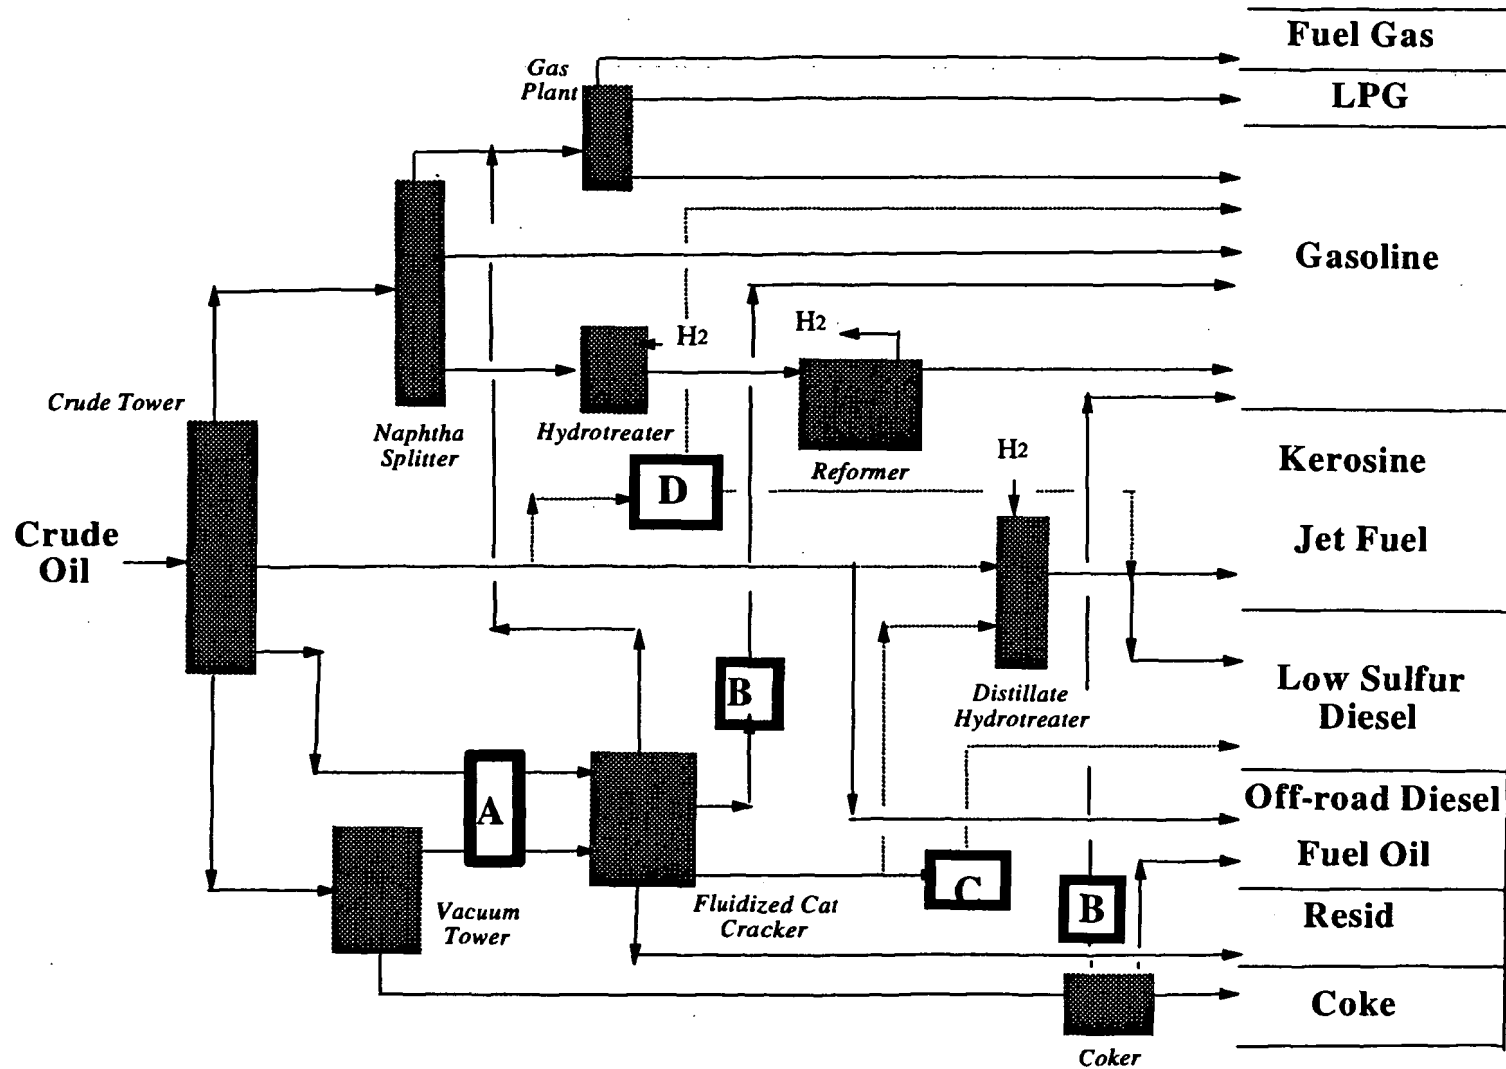 Fuel Gas
Gas
Plant
LPG
Gasoline
H2
H2
Crude Tower
Naphtha
Splitter
Hydrotreater
Reformer
H2
Kerosine
D
Crude
Oil
Jet Fuel
B
Distillate
Hydrotreater
Low Sulfur
Diesel
A
Off-road Diesel
Fuel Oil
C
Vacuum
Tower
Fluidized Cat
Cracker
B
Resid
Coke
Coker